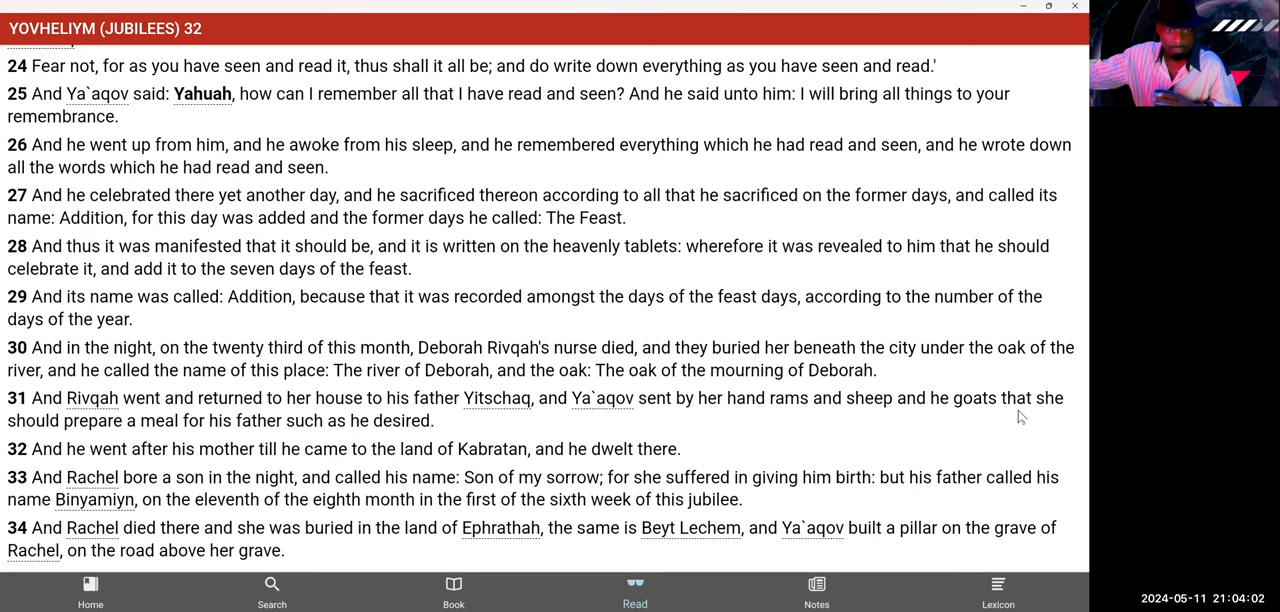 YOVHELIYM (JUBILEES) 32
24 Fear not, for as you have seen and read it, thus shall it all be; and do write down everything as you have seen and read.'
25 And Ya`aqov said: Yahuah, how can I remember all that I have read and seen? And he said unto him: I will bring all things to your
remembrance.
26 And he went up from him, and he awoke from his sleep, and he remembered everything which he had read and seen, and he wrote down
all the words which he had read and seen.
27 And he celebrated there yet another day, and he sacrificed thereon according to all that he sacrificed on the former days, and called its
name: Addition, for this day was added and the former days he called: The Feast.
28 And thus it was manifested that it should be, and it is written on the heavenly tablets: wherefore it was revealed to him that he should
celebrate it, and add it to the seven days of the feast.
29 And its name was called: Addition, because that it was recorded amongst the days of the feast days, according to the number of the
days of the year.
30 And in the night, on the twenty third of this month, Deborah Rivqah's nurse died, and they buried her beneath the city under the oak of the
river, and he called the name of this place: The river of Deborah, and the oak: The oak of the mourning of Deborah.
31 And Rivqah went and returned to her house to his father Yitschaq, and Ya`aqov sent by her hand rams and sheep and he goats that she
should prepare a meal for his father such as he desired.
32 And he went after his mother till he came to the land of Kabratan, and he dwelt there.
33 And Rachel bore a son in the night, and called his name: Son of my sorrow; for she suffered in giving him birth: but his father called his
name Binyamiyn, on the eleventh of the eighth month in the first of the sixth week of this jubilee.
34 And Rachel died there and she was buried in the land of Ephrathah, the same is Beyt Lechem, and Ya`aqov built a pillar on the grave of
Rachel, on the road above her grave.
Home Search Book Read Notes Lexicon
2024-05-11 21:04:02